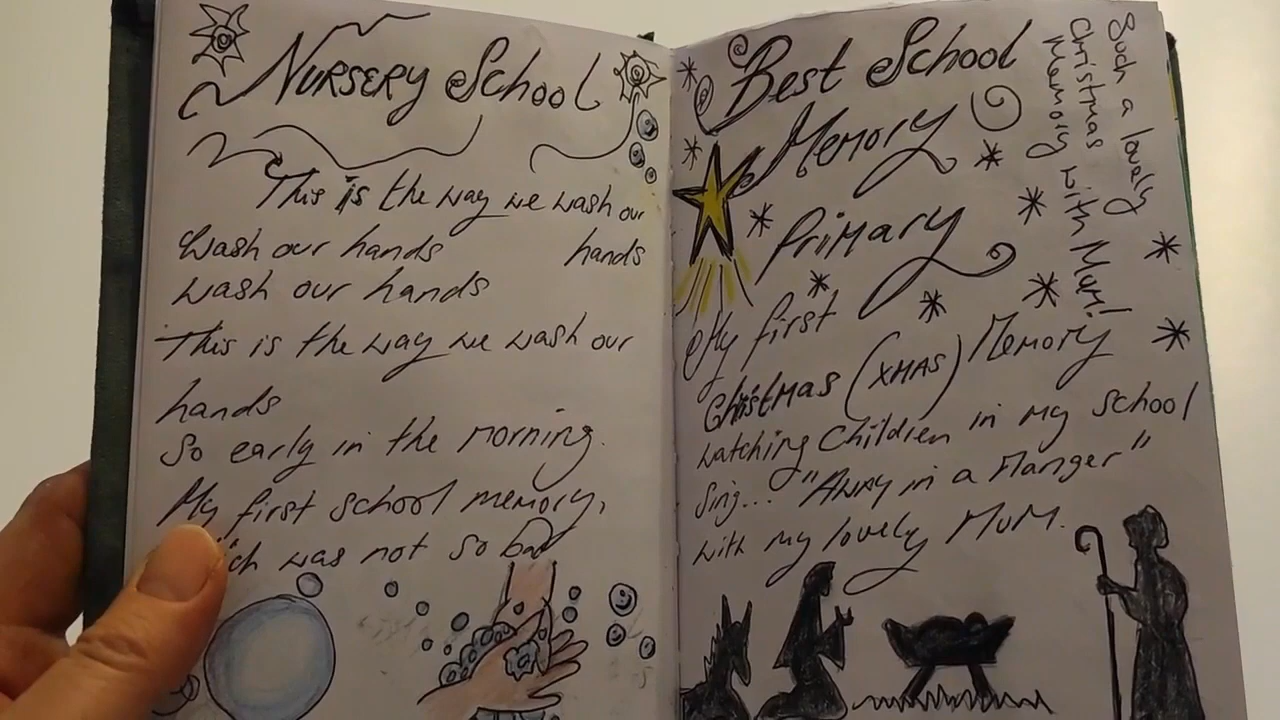 Nursery School
This is the way we wash our
hands
Wash our hands
wash our hands
This is the way we wash our
hands
So early in the morning.
My first school memory,
was not so bad
Best School
Memory
Primary
My first
Christmas (XMAS) Memory
watching Children in my school
Sing... "Away in a Manger"
with my lovely Mum.
Such a lovely
Christmas
Memory with Mum!